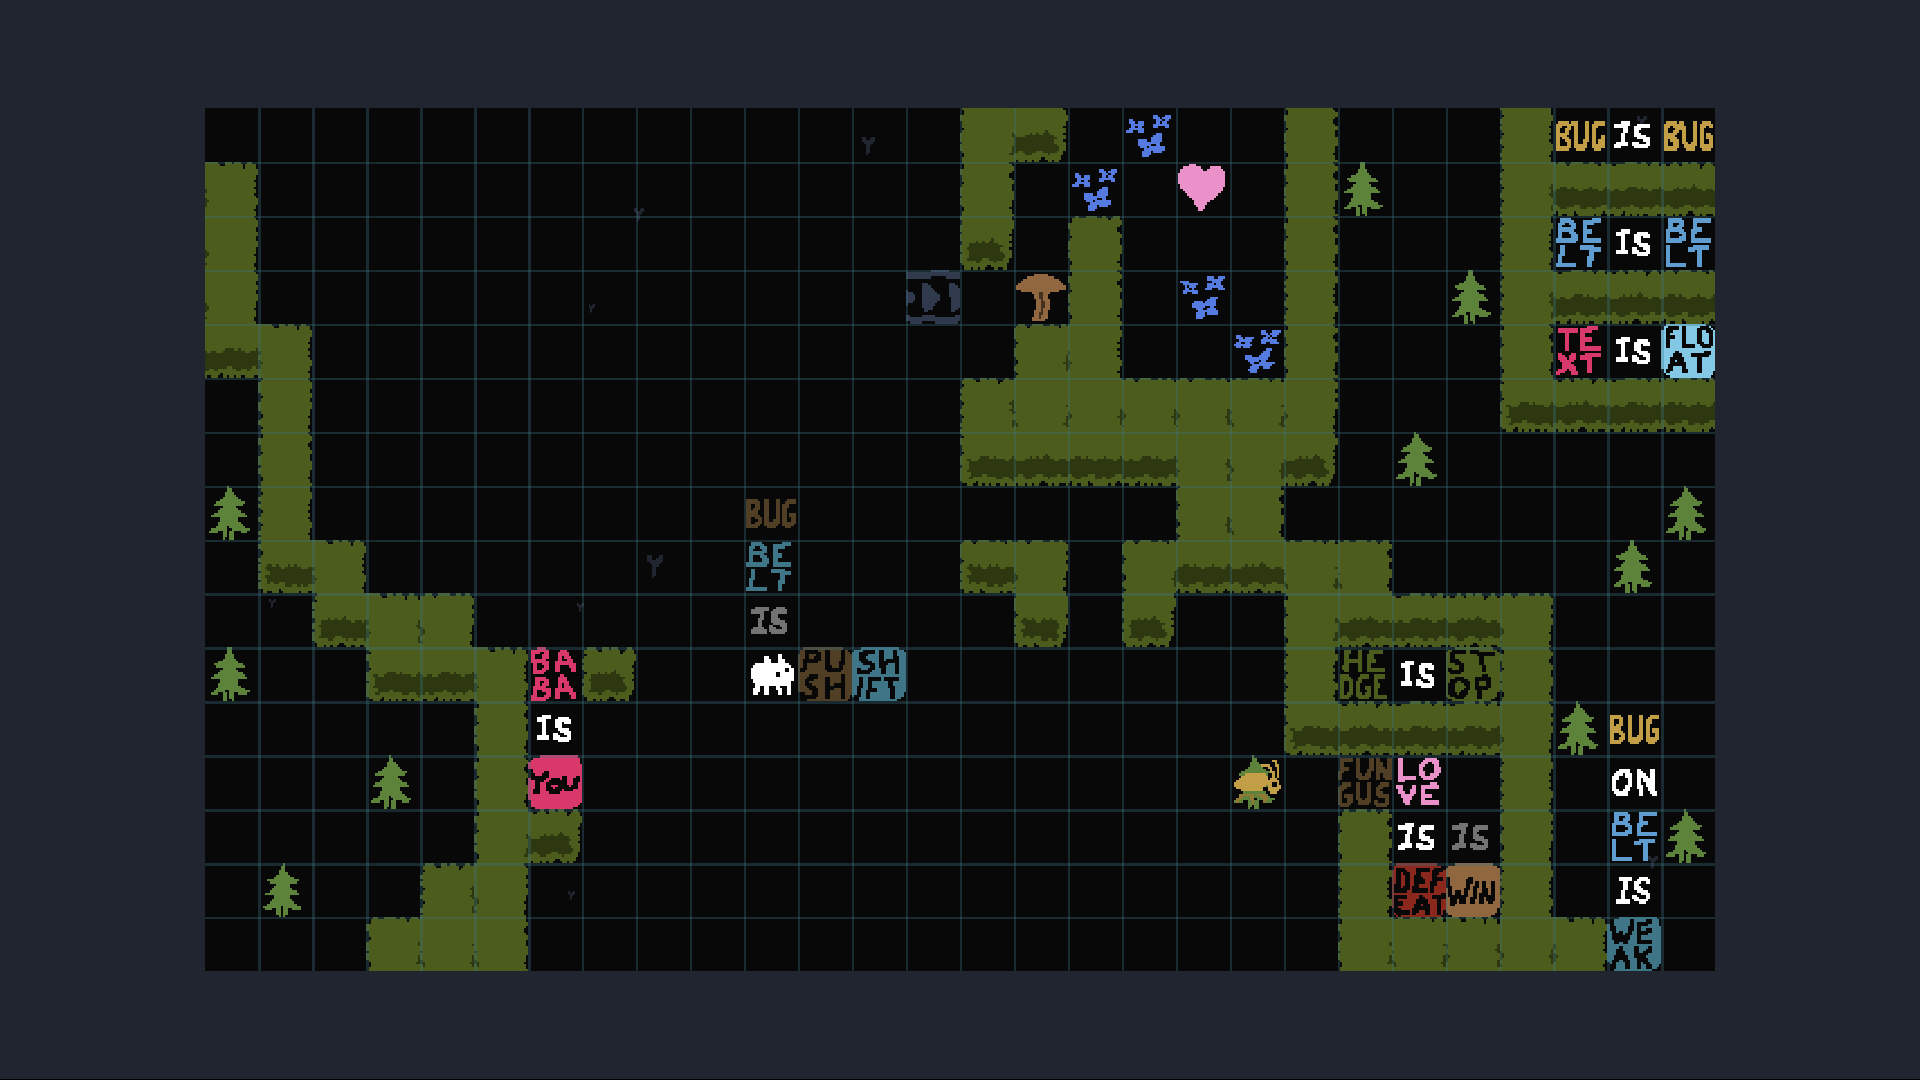 BUG IS BUG
BELT IS BELT
TEXT IS FLOAT
BUG
BELT
IS
BABA
PUSH SHIFT
HEDGE IS STOP
IS
BUG
YOU
FUNGUS LOVE
ON
IS IS
BELT
DEFEAT WIN
IS
WEAK